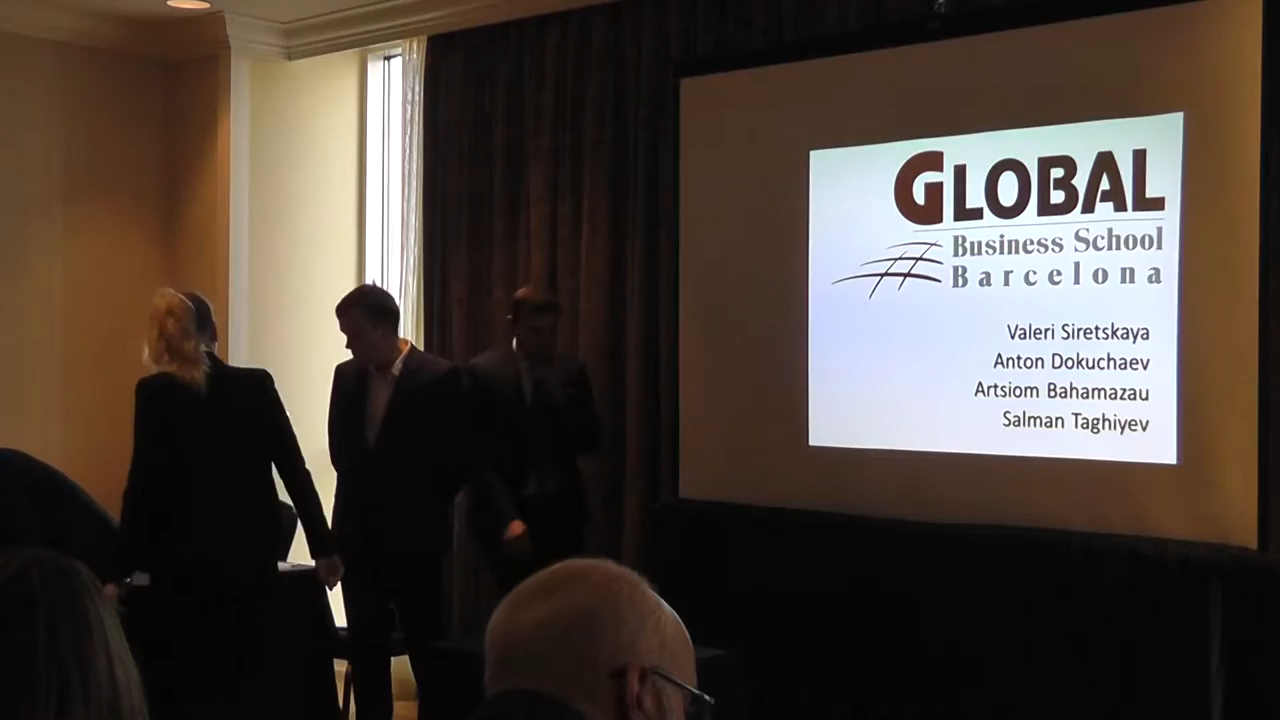 GLOBAL
Business School
Barcelona
Valeri Siretskaya
Anton Dokuchaev
Artsiom Bahamazau
Salman Taghiyev